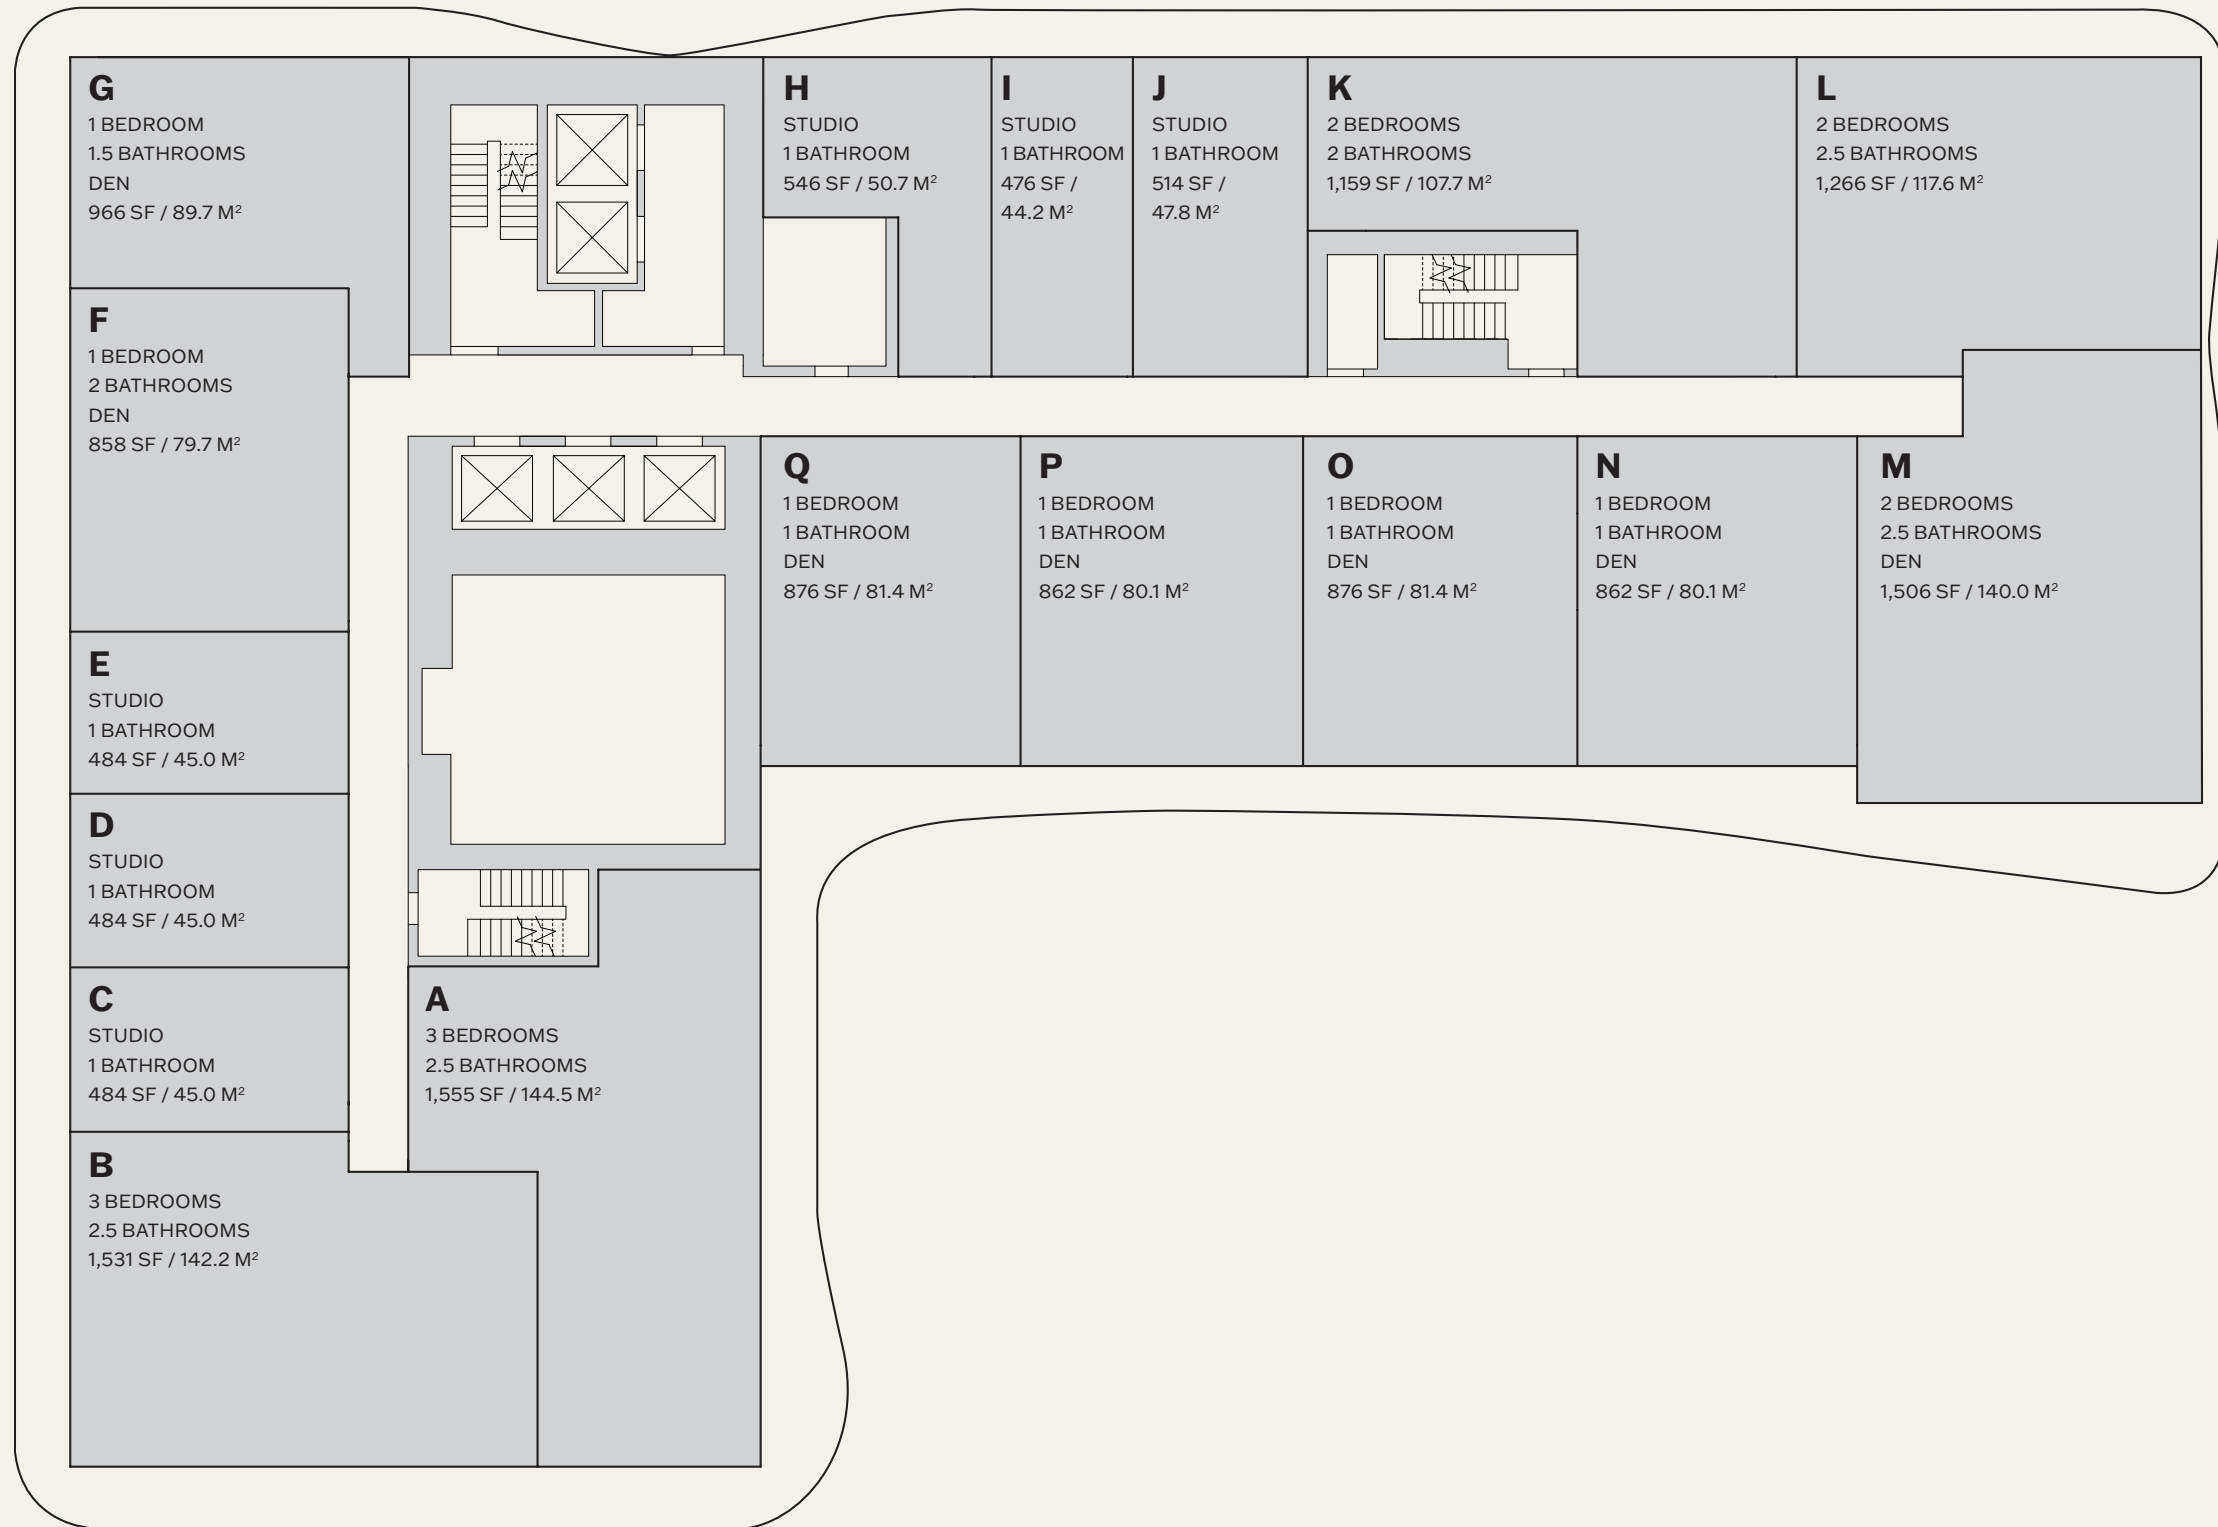 G
1 BEDROOM
1.5 BATHROOMS
DEN
966 SF / 89.7 M²
H
STUDIO
1 BATHROOM
546 SF / 50.7 M²
I
STUDIO
1 BATHROOM
476 SF /
44.2 M²
J
STUDIO
1 BATHROOM
514 SF /
47.8 M²
K
2 BEDROOMS
2 BATHROOMS
1,159 SF / 107.7 M²
L
2 BEDROOMS
2.5 BATHROOMS
1,266 SF / 117.6 M²
F
1 BEDROOM
2 BATHROOMS
DEN
858 SF / 79.7 M²
Q
1 BEDROOM
1 BATHROOM
DEN
876 SF / 81.4 M²
P
1 BEDROOM
1 BATHROOM
DEN
862 SF / 80.1 M²
O
1 BEDROOM
1 BATHROOM
DEN
876 SF / 81.4 M²
N
1 BEDROOM
1 BATHROOM
DEN
862 SF / 80.1 M²
M
2 BEDROOMS
2.5 BATHROOMS
DEN
1,506 SF / 140.0 M²
E
STUDIO
1 BATHROOM
484 SF / 45.0 M²
D
STUDIO
1 BATHROOM
484 SF / 45.0 M²
C
STUDIO
1 BATHROOM
484 SF / 45.0 M²
A
3 BEDROOMS
2.5 BATHROOMS
1,555 SF / 144.5 M²
B
3 BEDROOMS
2.5 BATHROOMS
1,531 SF / 142.2 M²